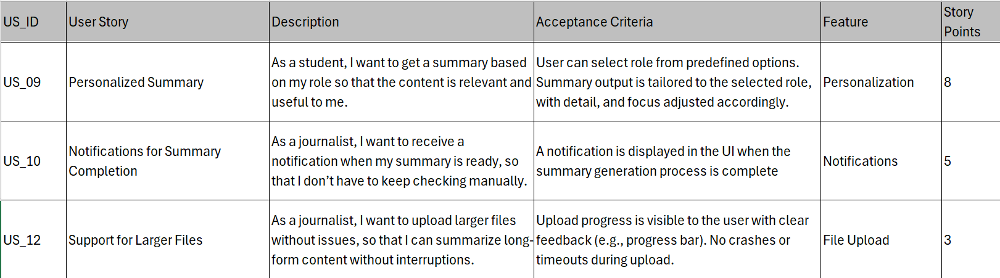 US_ID User Story Description Acceptance Criteria Feature Story Points
US_09 Personalized Summary
As a student, I want to get a summary based
on my role so that the content is relevant and
useful to me.
User can select role from predefined options.
Summary output is tailored to the selected role,
with detail, and focus adjusted accordingly.
Personalization
8
US_10
Notifications for Summary
Completion
As a journalist, I want to receive a
notification when my summary is ready, so
that I don’t have to keep checking manually.
A notification is displayed in the UI when the
summary generation process is complete
Notifications
5
US_12
Support for Larger Files
As a journalist, I want to upload larger files
without issues, so that I can summarize long-
form content without interruptions.
Upload progress is visible to the user with clear
feedback (e.g., progress bar). No crashes or
timeouts during upload.
File Upload
3